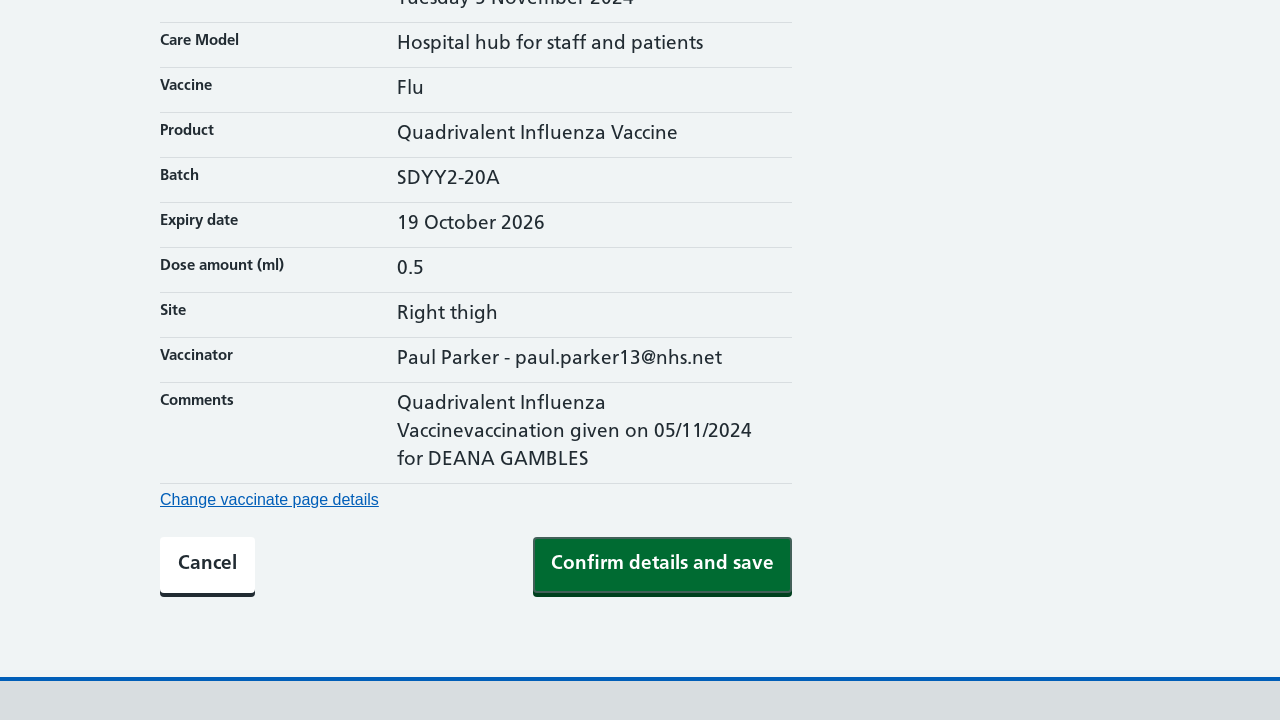 Tuesday 5 November 2024
Care Model Hospital hub for staff and patients
Vaccine Flu
Product Quadrivalent Influenza Vaccine
Batch SDYY2-20A
Expiry date 19 October 2026
Dose amount (ml) 0.5
Site Right thigh
Vaccinator Paul Parker - paul.parker13@nhs.net
Comments Quadrivalent Influenza
Vaccinevaccination given on 05/11/2024
for DEANA GAMBLES
Change vaccinate page details
Cancel Confirm details and save